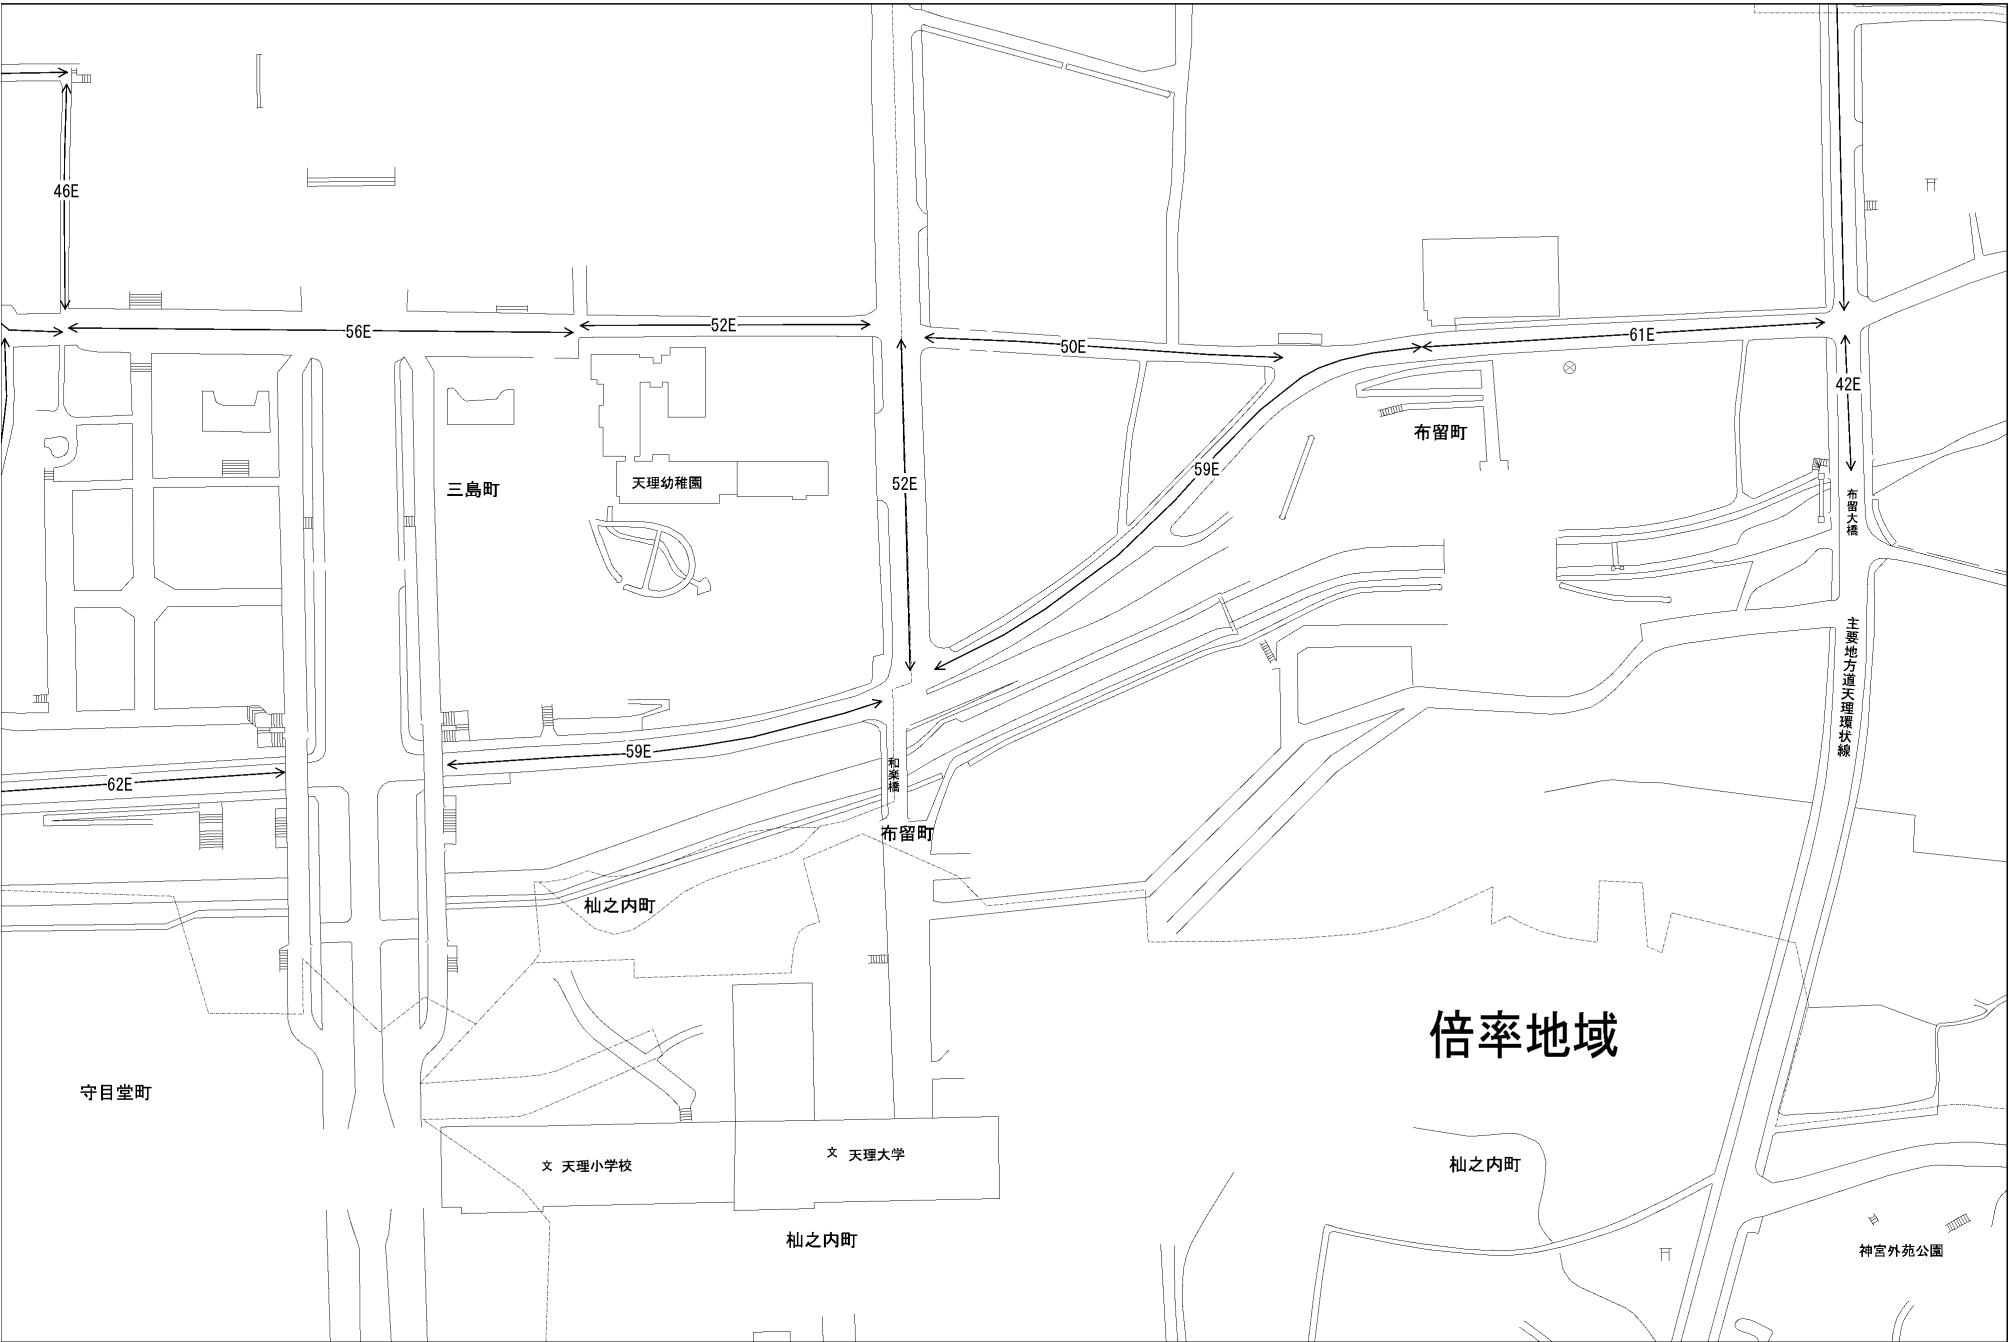 46E
56E
52E
50E
61E
42E
布留町
59E
三島町
天理幼稚園
52E
布留大橋
主要地方道天理環状線
59E
62E
和楽橋
布留町
杣之内町
倍率地域
守目堂町
文 天理小学校
文 天理大学
杣之内町
杣之内町
神宮外苑公園